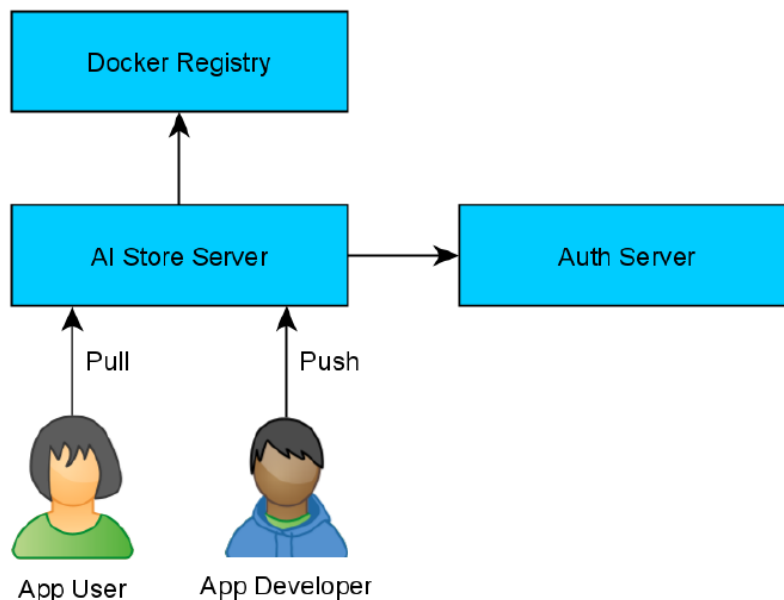 Docker Registry
AI Store Server
Auth Server
Pull
Push
App User
App Developer